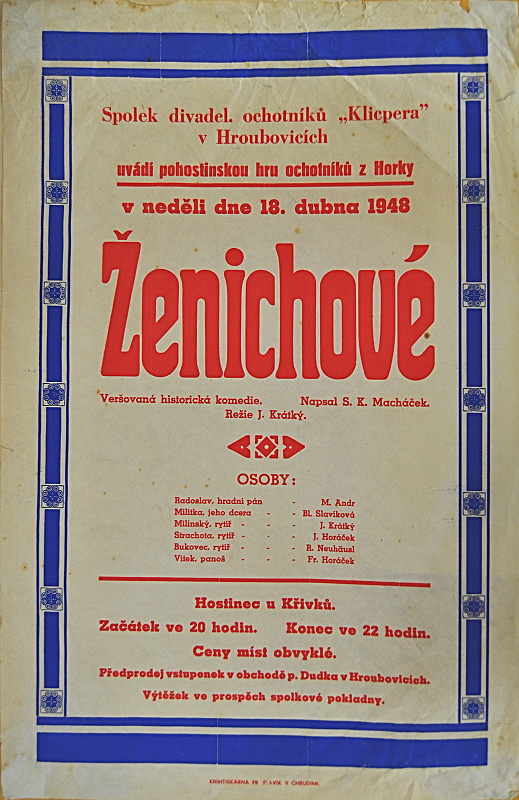 Spolek divadel. ochotníků „Klicpera”
v Hroubovicích
uvádí pohostinskou hru ochotníků z Horky
v neděli dne 18. dubna 1948
Ženichové
Veršovaná historická komedie. Napsal S. K. Macháček.
Režie J. Krátký.
OSOBY:
Radoslav, hradní pán - M. Andr
Militka, jeho dcera - - Bl. Slavíková
Milinský, rytíř - - - J. Krátký
Strachota, rytíř - - - J. Horáček
Bukovec, rytíř - - - R. Neuhäusl
Vítek, panoš - - - Fr. Horáček
Hostinec u Křivků.
Začátek ve 20 hodin. Konec ve 22 hodin.
Ceny míst obvyklé.
Předprodej vstupenek v obchodě p. Dudka v Hroubovicích.
Výtěžek ve prospěch spolkové pokladny.
KNIHTISKÁRNA FR. SLAVÍK V CHRUDIMI.